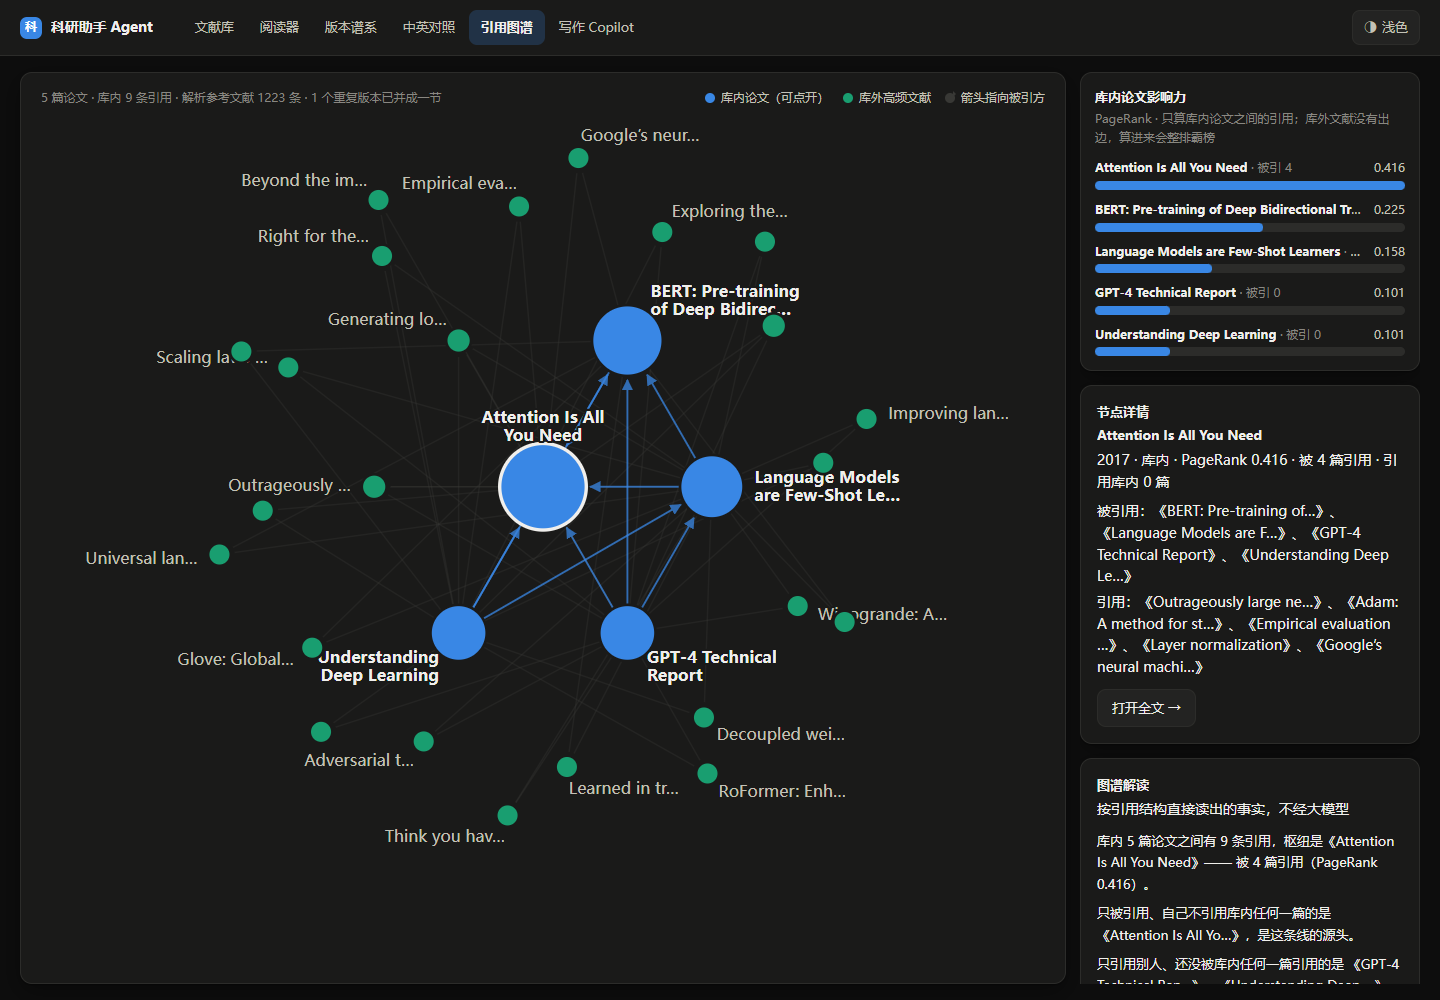 科 科研助手 Agent 文献库 阅读器 版本谱系 中英对照 引用图谱 写作 Copilot 浅色
5 篇论文 · 库内 9 条引用 · 解析参考文献 1223 条 · 1 个重复版本已并成一节
库内论文（可点开） 库外高频文献 箭头指向被引方
Google's neur...
Beyond the im...
Empirical eva...
Exploring the...
Right for the...
BERT: Pre-training
of Deep Bidirec...
Generating lo...
Scaling la ...
Attention Is All
You Need
Improving lan...
Language Models
are Few-Shot Le...
Outrageously ...
Universal lan...
Glove: Global...
Understanding
Deep Learning
GPT-4 Technical
Report
Winogrande: A...
Decoupled wei...
Adversarial t...
Learned in tr...
RoFormer: Enh...
Think you hav...
库内论文影响力
PageRank · 只算库内论文之间的引用；库外文献没有出
边，算进来会整排霸榜
Attention Is All You Need · 被引 4 0.416
BERT: Pre-training of Deep Bidirectional Tr... 0.225
Language Models are Few-Shot Learners · ... 0.158
GPT-4 Technical Report · 被引 0 0.101
Understanding Deep Learning · 被引 0 0.101
节点详情
Attention Is All You Need
2017 · 库内 · PageRank 0.416 · 被 4 篇引用 · 引
用库内 0 篇
被引用：《BERT: Pre-training of...》、
《Language Models are F...》、《GPT-4
Technical Report》、《Understanding Deep
Le...》
引用：《Outrageously large ne...》、《Adam:
A method for st...》、《Empirical evaluation
...》、《Layer normalization》、《Google's
neural machi...》
打开全文 →
图谱解读
按引用结构直接读出的事实，不经大模型
库内 5 篇论文之间有 9 条引用，枢纽是《Attention
Is All You Need》—— 被 4 篇引用（PageRank
0.416）。
只被引用、自己不引用库内任何一篇的是
《Attention Is All Yo...》，是这条线的源头。
只引用别人、还没被库内任何一篇引用的是 《GPT-4
Technical Rep...》、《Understanding Deep...》